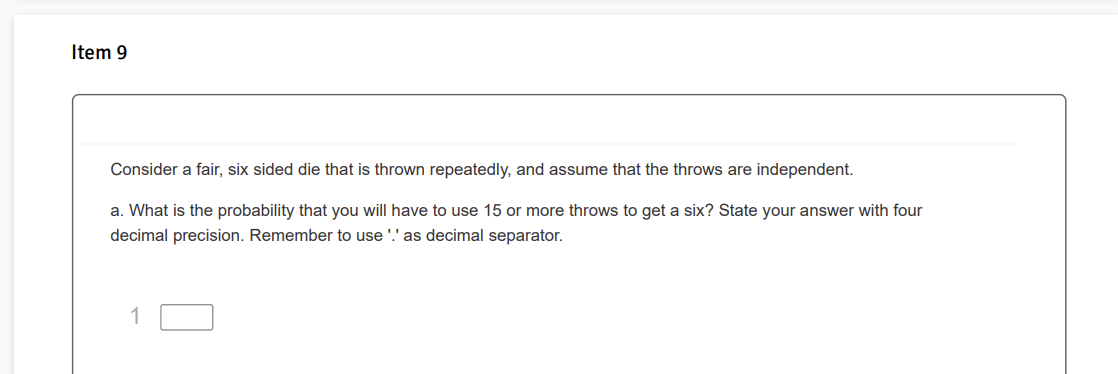 Item 9
Consider a fair, six sided die that is thrown repeatedly, and assume that the throws are independent.
a. What is the probability that you will have to use 15 or more throws to get a six? State your answer with four
decimal precision. Remember to use '.' as decimal separator.
1